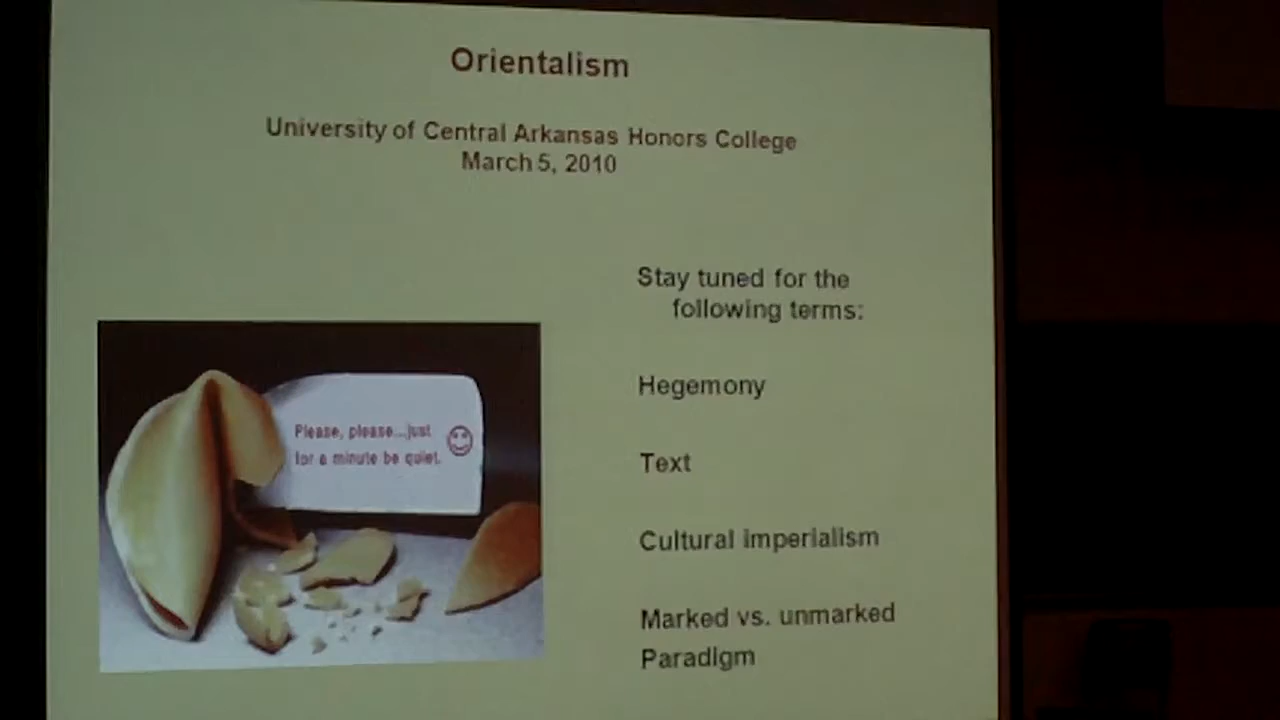 Orientalism
University of Central Arkansas Honors College
March 5, 2010
Stay tuned for the
following terms:
Hegemony
Text
Cultural imperialism
Marked vs. unmarked
Paradigm
Please, please...just
for a minute be quiet.